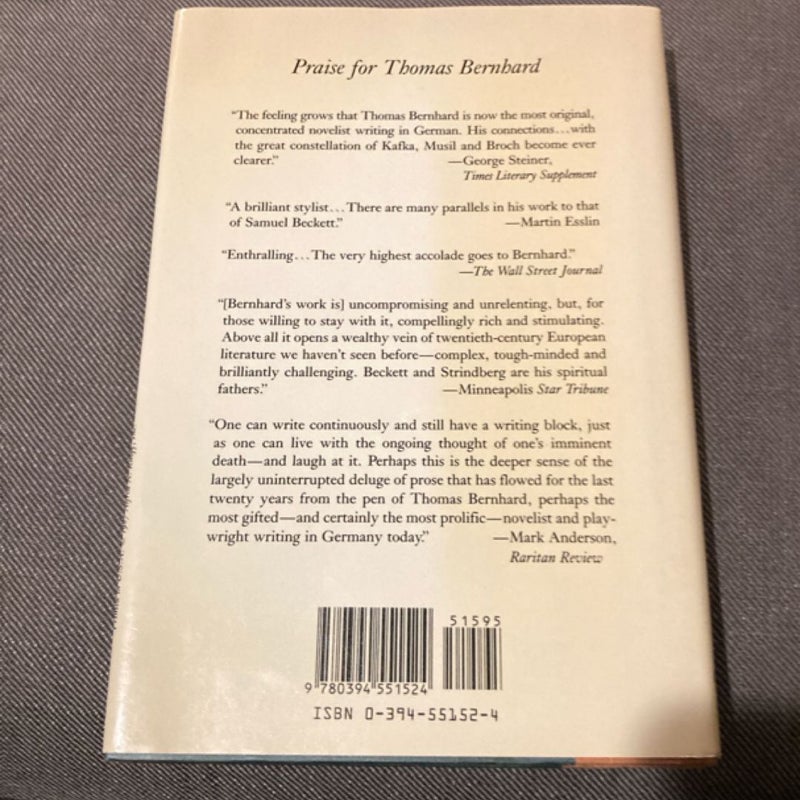 Praise for Thomas Bernhard
“The feeling grows that Thomas Bernhard is now the most original,
concentrated novelist writing in German. His connections...with
the great constellation of Kafka, Musil and Broch become ever
clearer.” —George Steiner,
Times Literary Supplement
“A brilliant stylist...There are many parallels in his work to that
of Samuel Beckett.” —Martin Esslin
“Enthralling...The very highest accolade goes to Bernhard.”
—The Wall Street Journal
“[Bernhard’s work is] uncompromising and unrelenting, but, for
those willing to stay with it, compellingly rich and stimulating.
Above all it opens a wealthy vein of twentieth-century European
literature we haven’t seen before—complex, tough-minded and
brilliantly challenging. Beckett and Strindberg are his spiritual
fathers.” —Minneapolis Star Tribune
“One can write continuously and still have a writing block, just
as one can live with the ongoing thought of one’s imminent
death—and laugh at it. Perhaps this is the deeper sense of the
largely uninterrupted deluge of prose that has flowed for the last
twenty years from the pen of Thomas Bernhard, perhaps the
most gifted—and certainly the most prolific—novelist and play-
wright writing in Germany today.” —Mark Anderson,
Raritan Review
51595
9 780394 551524
ISBN 0-394-55152-4